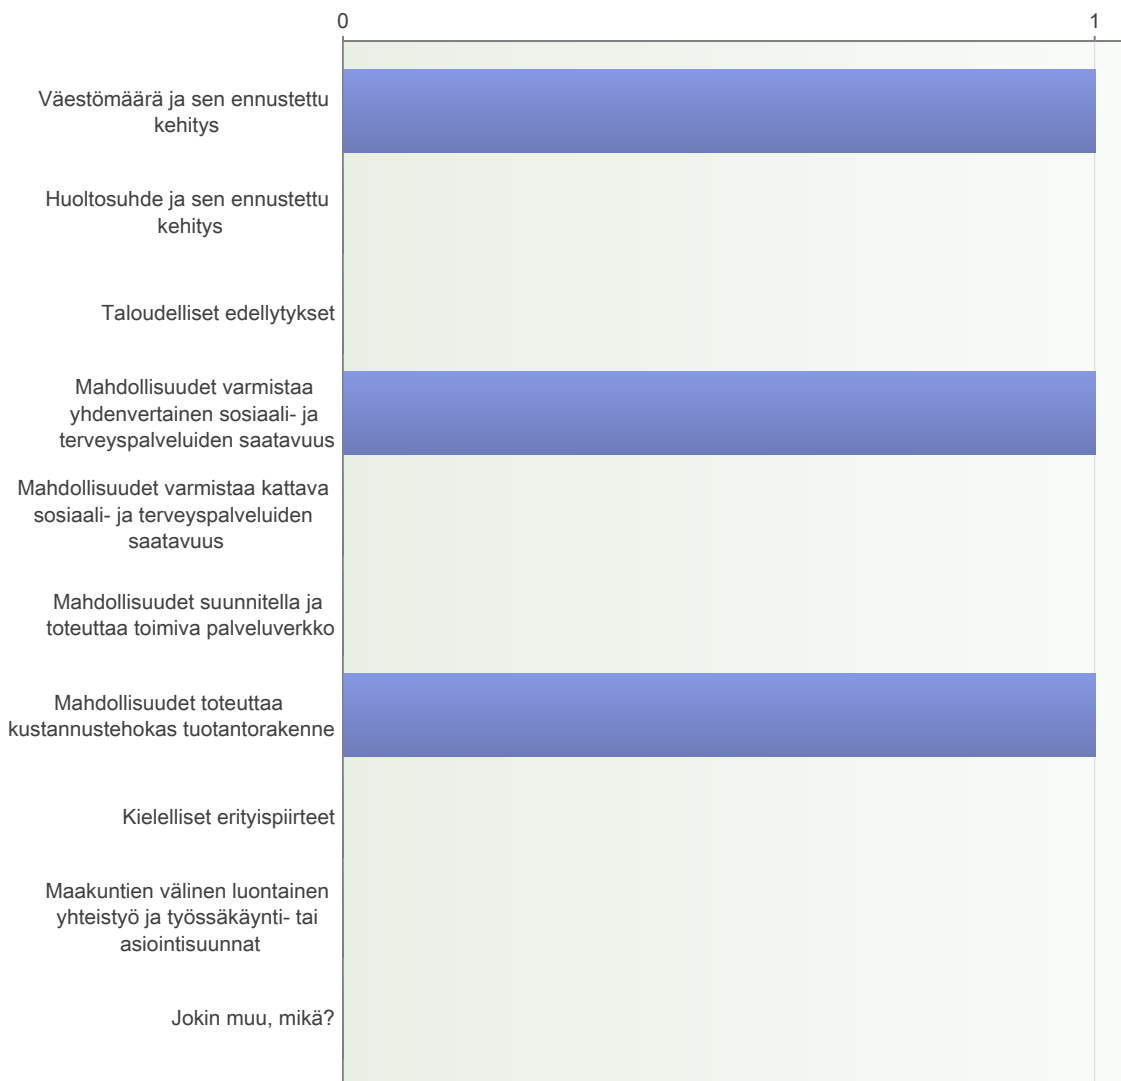 0
1
Väestömäärä ja sen ennustettu
kehitys
Huoltosuhde ja sen ennustettu
kehitys
Taloudelliset edellytykset
Mahdollisuudet varmistaa
yhdenvertainen sosiaali- ja
terveyspalveluiden saatavuus
Mahdollisuudet varmistaa kattava
sosiaali- ja terveyspalveluiden
saatavuus
Mahdollisuudet suunnitella ja
toteuttaa toimiva palveluverkko
Mahdollisuudet toteuttaa
kustannustehokas tuotantorakenne
Kielelliset erityispiirteet
Maakuntien välinen luontainen
yhteistyö ja työssäkäynti- tai
asiointisuunnat
Jokin muu, mikä?